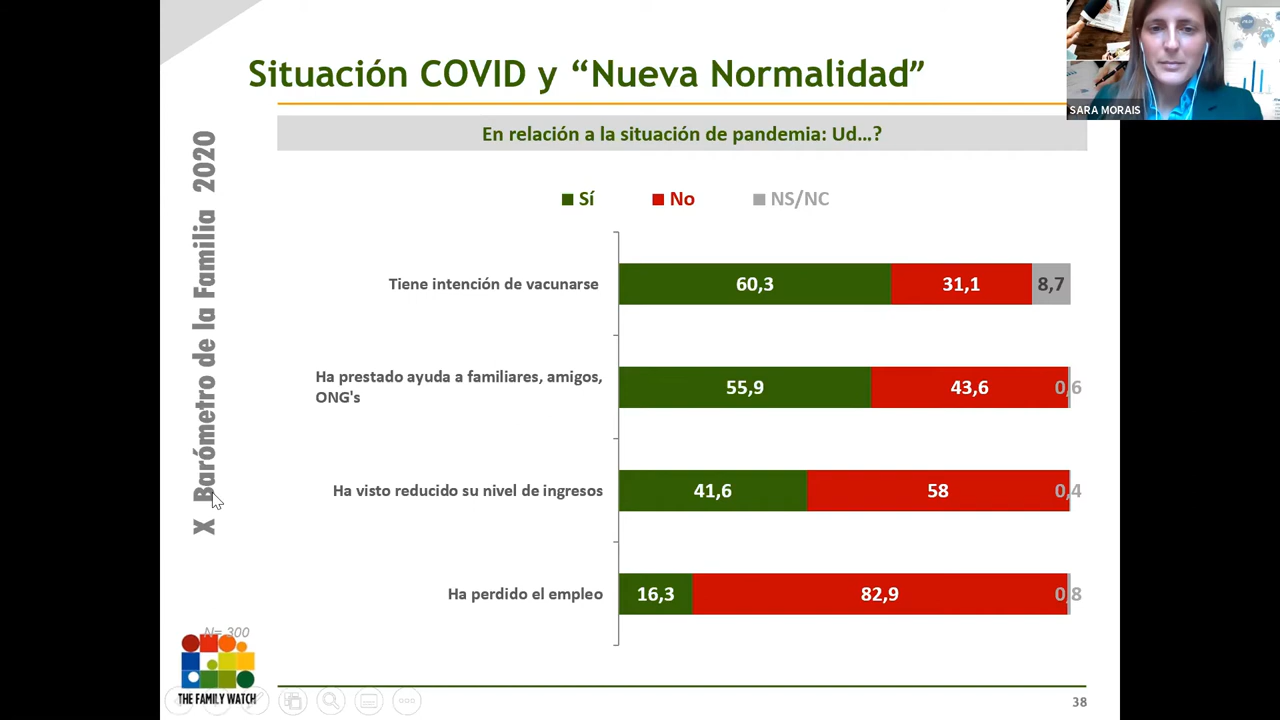 Situación COVID y “Nueva Normalidad”
SARA MORAIS
En relación a la situación de pandemia: Ud…?
X Barómetro de la Familia 2020
Sí No NS/NC
Tiene intención de vacunarse 60,3 31,1 8,7
Ha prestado ayuda a familiares, amigos,
ONG's
55,9 43,6 0,6
Ha visto reducido su nivel de ingresos 41,6 58 0,4
Ha perdido el empleo 16,3 82,9 0,8
N= 300
THE FAMILY WATCH
38